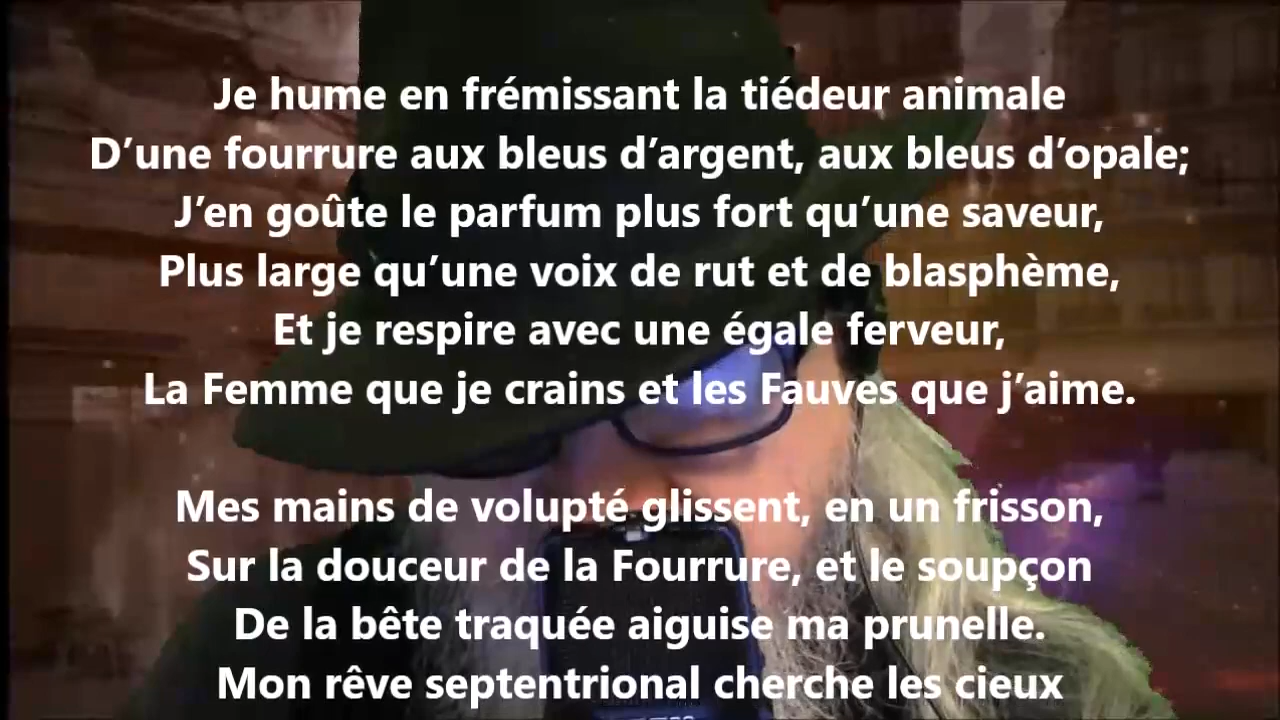 Je hume en frémissant la tiédeur animale
D’une fourrure aux bleus d’argent, aux bleus d’opale;
J’en goûte le parfum plus fort qu’une saveur,
Plus large qu’une voix de rut et de blasphème,
Et je respire avec une égale ferveur,
La Femme que je crains et les Fauves que j’aime.
Mes mains de volupté glissent, en un frisson,
Sur la douceur de la Fourrure, et le soupçon
De la bête traquée aiguise ma prunelle.
Mon rêve septentrional cherche les cieux